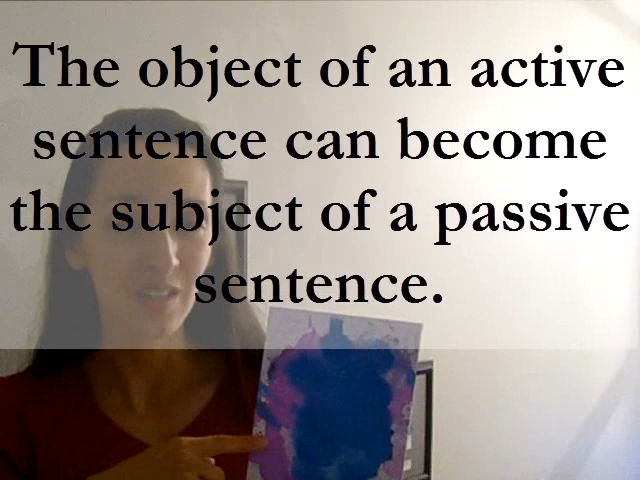 The object of an active
sentence can become
the subject of a passive
sentence.